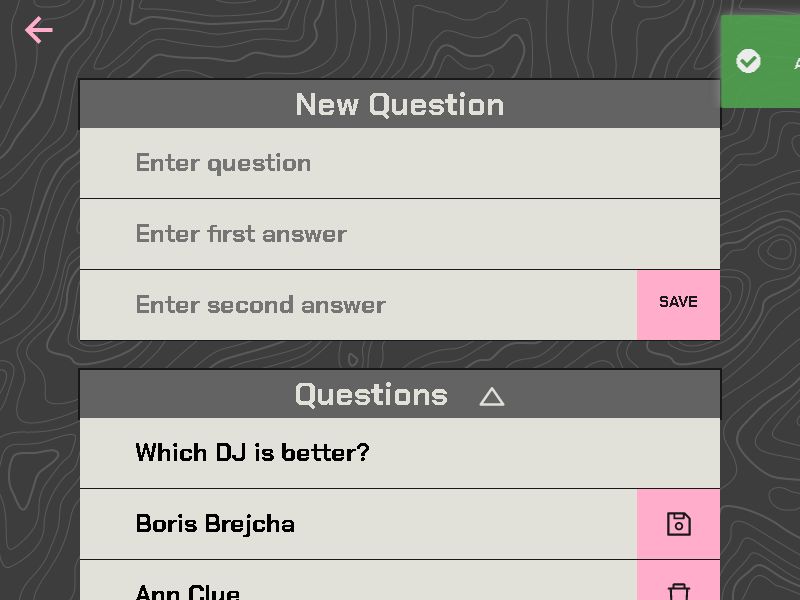 New Question
Enter question
Enter first answer
Enter second answer
SAVE
Questions
Which DJ is better?
Boris Brejcha
Ann Clue